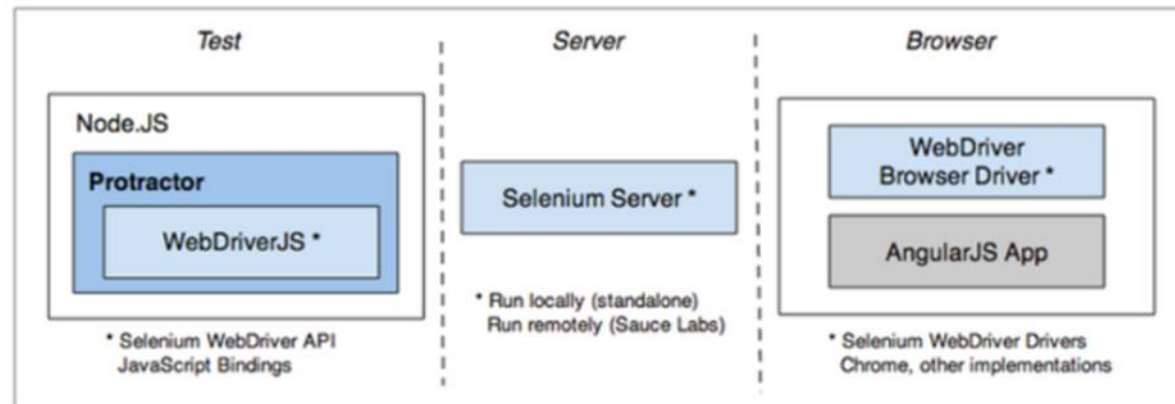 Test
Node.JS
Protractor
WebDriverJS *
* Selenium WebDriver API
JavaScript Bindings
Server
Selenium Server *
* Run locally (standalone)
Run remotely (Sauce Labs)
Browser
WebDriver
Browser Driver *
AngularJS App
* Selenium WebDriver Drivers
Chrome, other implementations